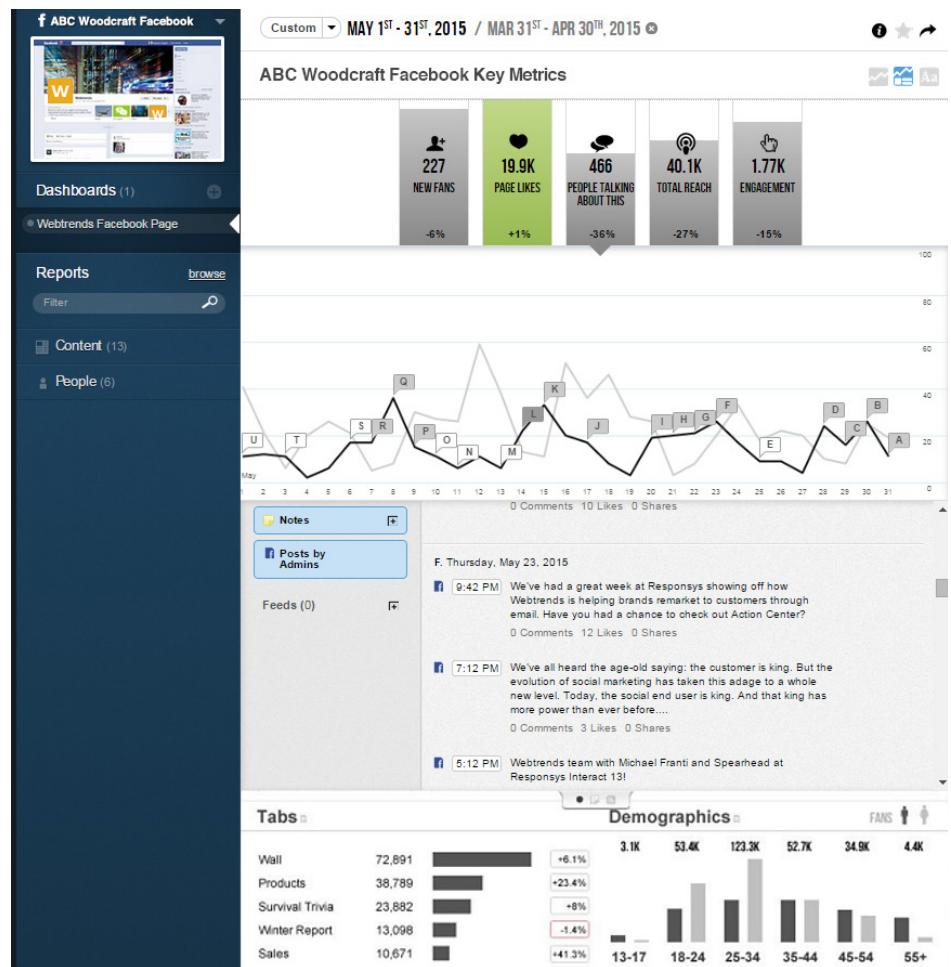 ABC Woodcraft Facebook
Dashboards (1)
Webtrends Facebook Page
Reports browse
Filter
Content (13)
People (6)
Custom MAY 1ST - 31ST, 2015 / MAR 31ST - APR 30TH, 2015
ABC Woodcraft Facebook Key Metrics
Aa
227 19.9K 466 40.1K 1.77K
NEW FANS PAGE LIKES PEOPLE TALKING ABOUT THIS TOTAL REACH ENGAGEMENT
-6% +1% -36% -27% -15%
100
80
60
40
20
0
U T S R Q P O N M L K J I H G F E D C B A
May
1 2 3 4 5 6 7 8 9 10 11 12 13 14 15 16 17 18 19 20 21 22 23 24 25 26 27 28 29 30 31
Notes
Posts by
Admins
Feeds (0)
0 Comments 10 Likes 0 Shares
F. Thursday, May 23, 2015
9:42 PM We've had a great week at Responsys showing off how
Webtrends is helping brands remarket to customers through
email. Have you had a chance to check out Action Center?
0 Comments 12 Likes 0 Shares
7:12 PM We've all heard the age-old saying: the customer is king. But the
evolution of social marketing has taken this adage to a whole
new level. Today, the social end user is king. And that king has
more power than ever before....
0 Comments 3 Likes 0 Shares
5:12 PM Webtrends team with Michael Franti and Spearhead at
Responsys Interact 13!
Tabs
Wall 72,891 +6.1%
Products 38,789 +23.4%
Survival Trivia 23,882 +8%
Winter Report 13,098 -1.4%
Sales 10,671 +41.3%
Demographics FANS
3.1K 53.4K 123.3K 52.7K 34.9K 4.4K
13-17 18-24 25-34 35-44 45-54 55+